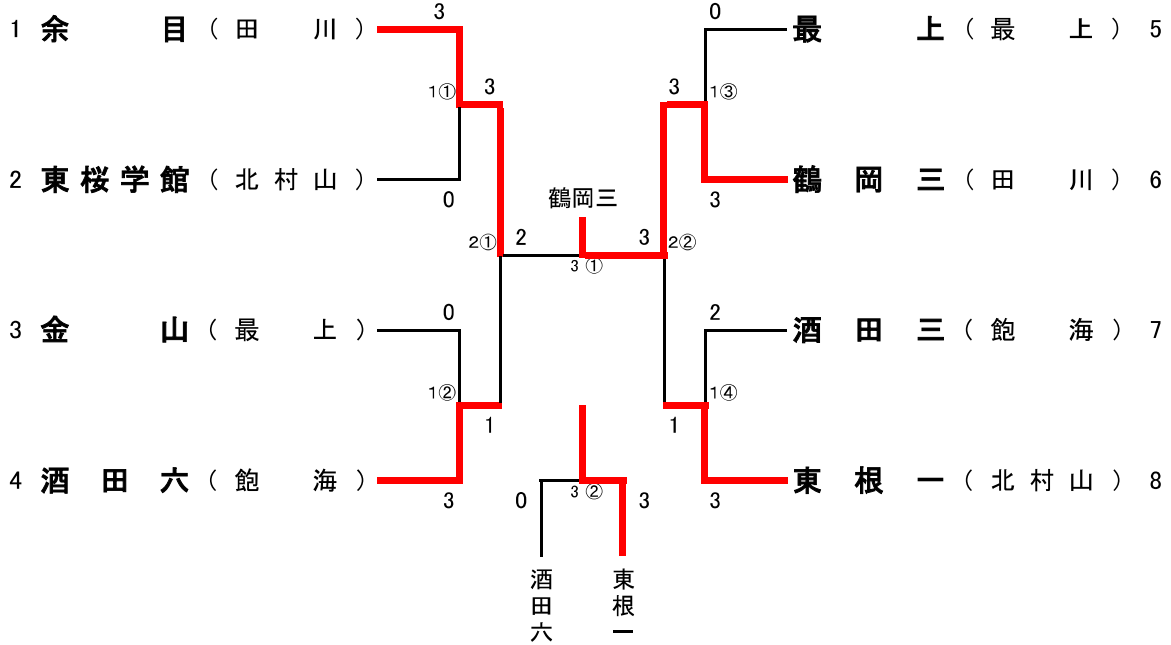 3
0
1 余目（田川）
最上（最上）5
1①
3
3
1③
2 東桜学館（北村山）
鶴岡三（田川）6
0
鶴岡三
3
2①
2
3
2②
3①
0
2
3 金山（最上）
酒田三（飽海）7
1②
1④
1
1
4 酒田六（飽海）
東根一（北村山）8
3
0
3②
3
3
酒田六
東根一